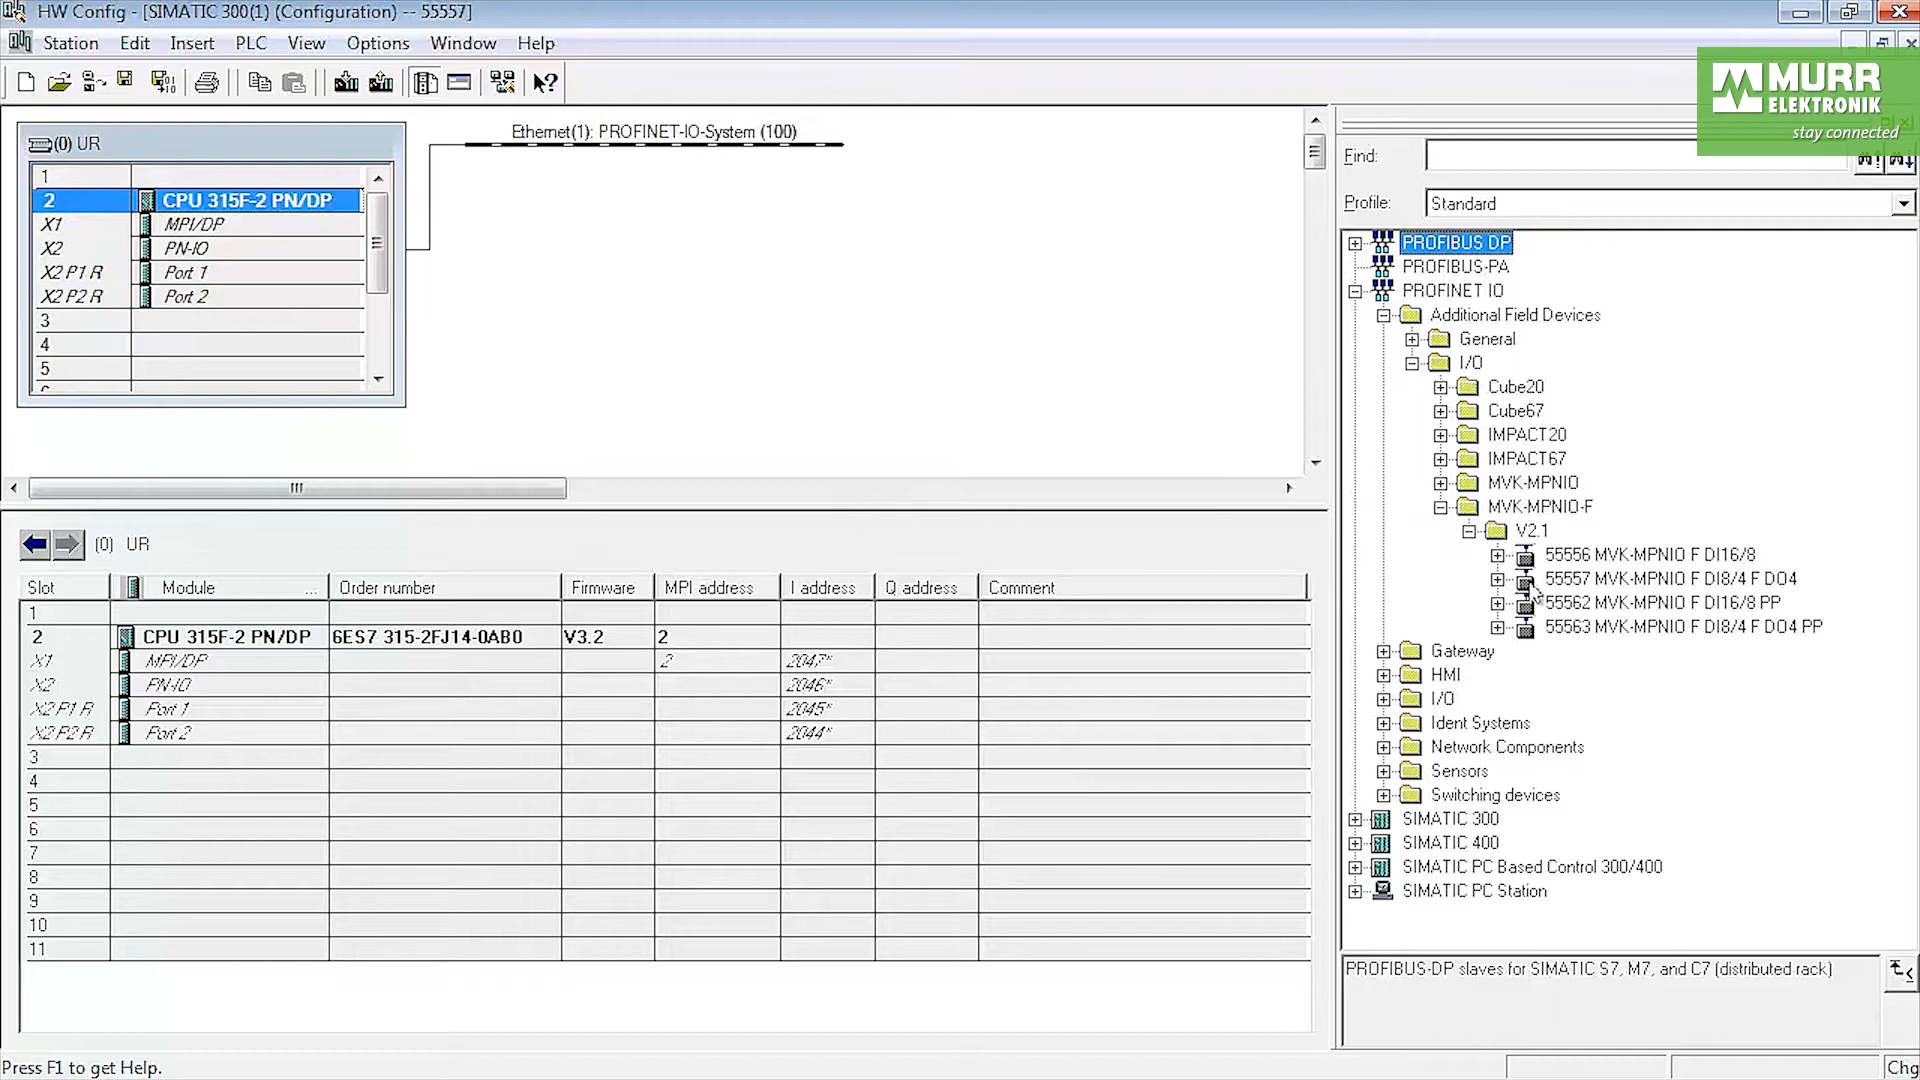 HW Config - [SIMATIC 300(1) (Configuration) -- 55557]
Station Edit Insert PLC View Options Window Help
MURR
ELEKTRONIK
stay connected
(0) UR
1
2 CPU 315F-2 PN/DP
X1 MPI/DP
X2 PN-IO
X2 P1 R Port 1
X2 P2 R Port 2
3
4
5
Ethernet(1): PROFINET-IO-System (100)
Find:
Profile: Standard
PROFIBUS DP
PROFIBUS-PA
PROFINET IO
Additional Field Devices
General
I/O
Cube20
Cube67
IMPACT20
IMPACT67
MVK-MPNIO
MVK-MPNIO-F
V2.1
55556 MVK-MPNIO F DI16/8
55557 MVK-MPNIO F DI8/4 F DO4
55562 MVK-MPNIO F DI16/8 PP
55563 MVK-MPNIO F DI8/4 F DO4 PP
Gateway
HMI
I/O
Ident Systems
Network Components
Sensors
Switching devices
SIMATIC 300
SIMATIC 400
SIMATIC PC Based Control 300/400
SIMATIC PC Station
PROFIBUS-DP slaves for SIMATIC S7, M7, and C7 (distributed rack)
(0) UR
Slot Module ... Order number Firmware MPI address I address Q address Comment
1
2 CPU 315F-2 PN/DP 6ES7 315-2FJ14-0AB0 V3.2 2
X1 MPI/DP 2 2047*
X2 PN-IO 2046*
X2 P1 R Port 1 2045*
X2 P2 R Port 2 2044*
3
4
5
6
7
8
9
10
11
Press F1 to get Help.
Chg